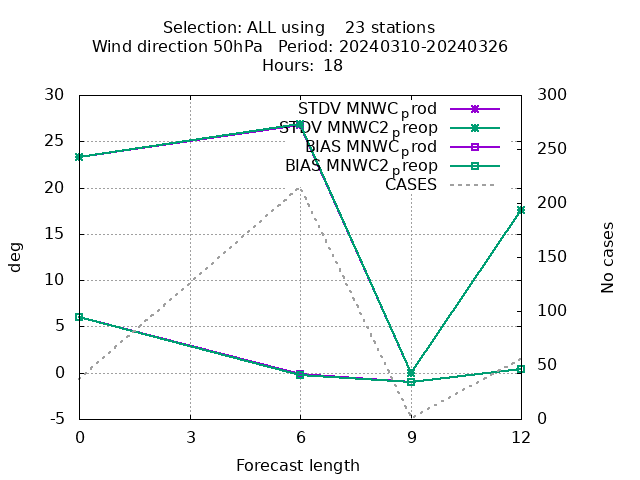 Selection: ALL using    23 stations
Wind direction 50hPa   Period: 20240310-20240326
Hours: 18
30
25
20
15
10
5
0
-5
deg
STDV MNWC_prod
STDV MNWC2_preop
BIAS MNWC_prod
BIAS MNWC2_preop
CASES
300
250
200
150
100
50
0
No cases
0 3 6 9 12
Forecast length